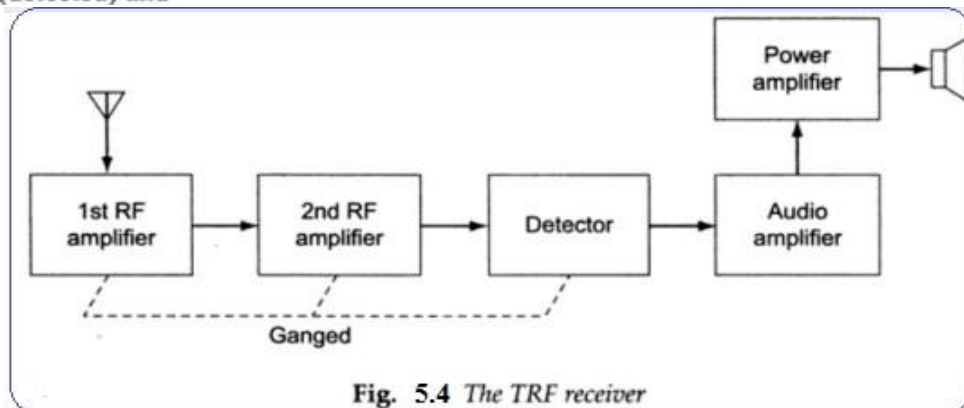 Power
amplifier
1st RF
amplifier
2nd RF
amplifier
Detector
Audio
amplifier
Ganged
Fig. 5.4 The TRF receiver